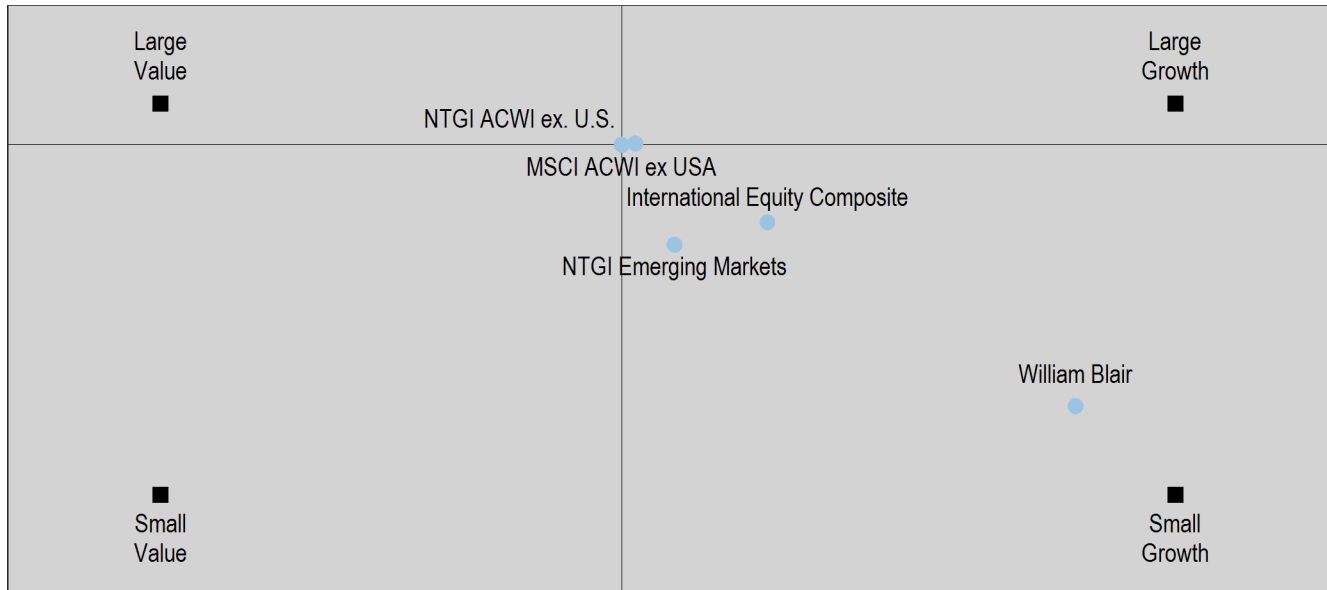 Large
Value
Large
Growth
NTGI ACWI ex. U.S.
MSCI ACWI ex USA
International Equity Composite
NTGI Emerging Markets
William Blair
Small
Value
Small
Growth